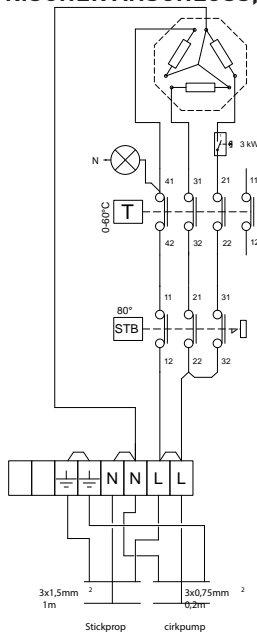 3 kW
N
41 31 21 11
0-60°C
T
42 32 22 12
80°
11 21 31
STB
12 22 32
N N L L
3x1,5mm 2
1m
3x0,75mm 2
0,2m
Stickprop
cirkpump